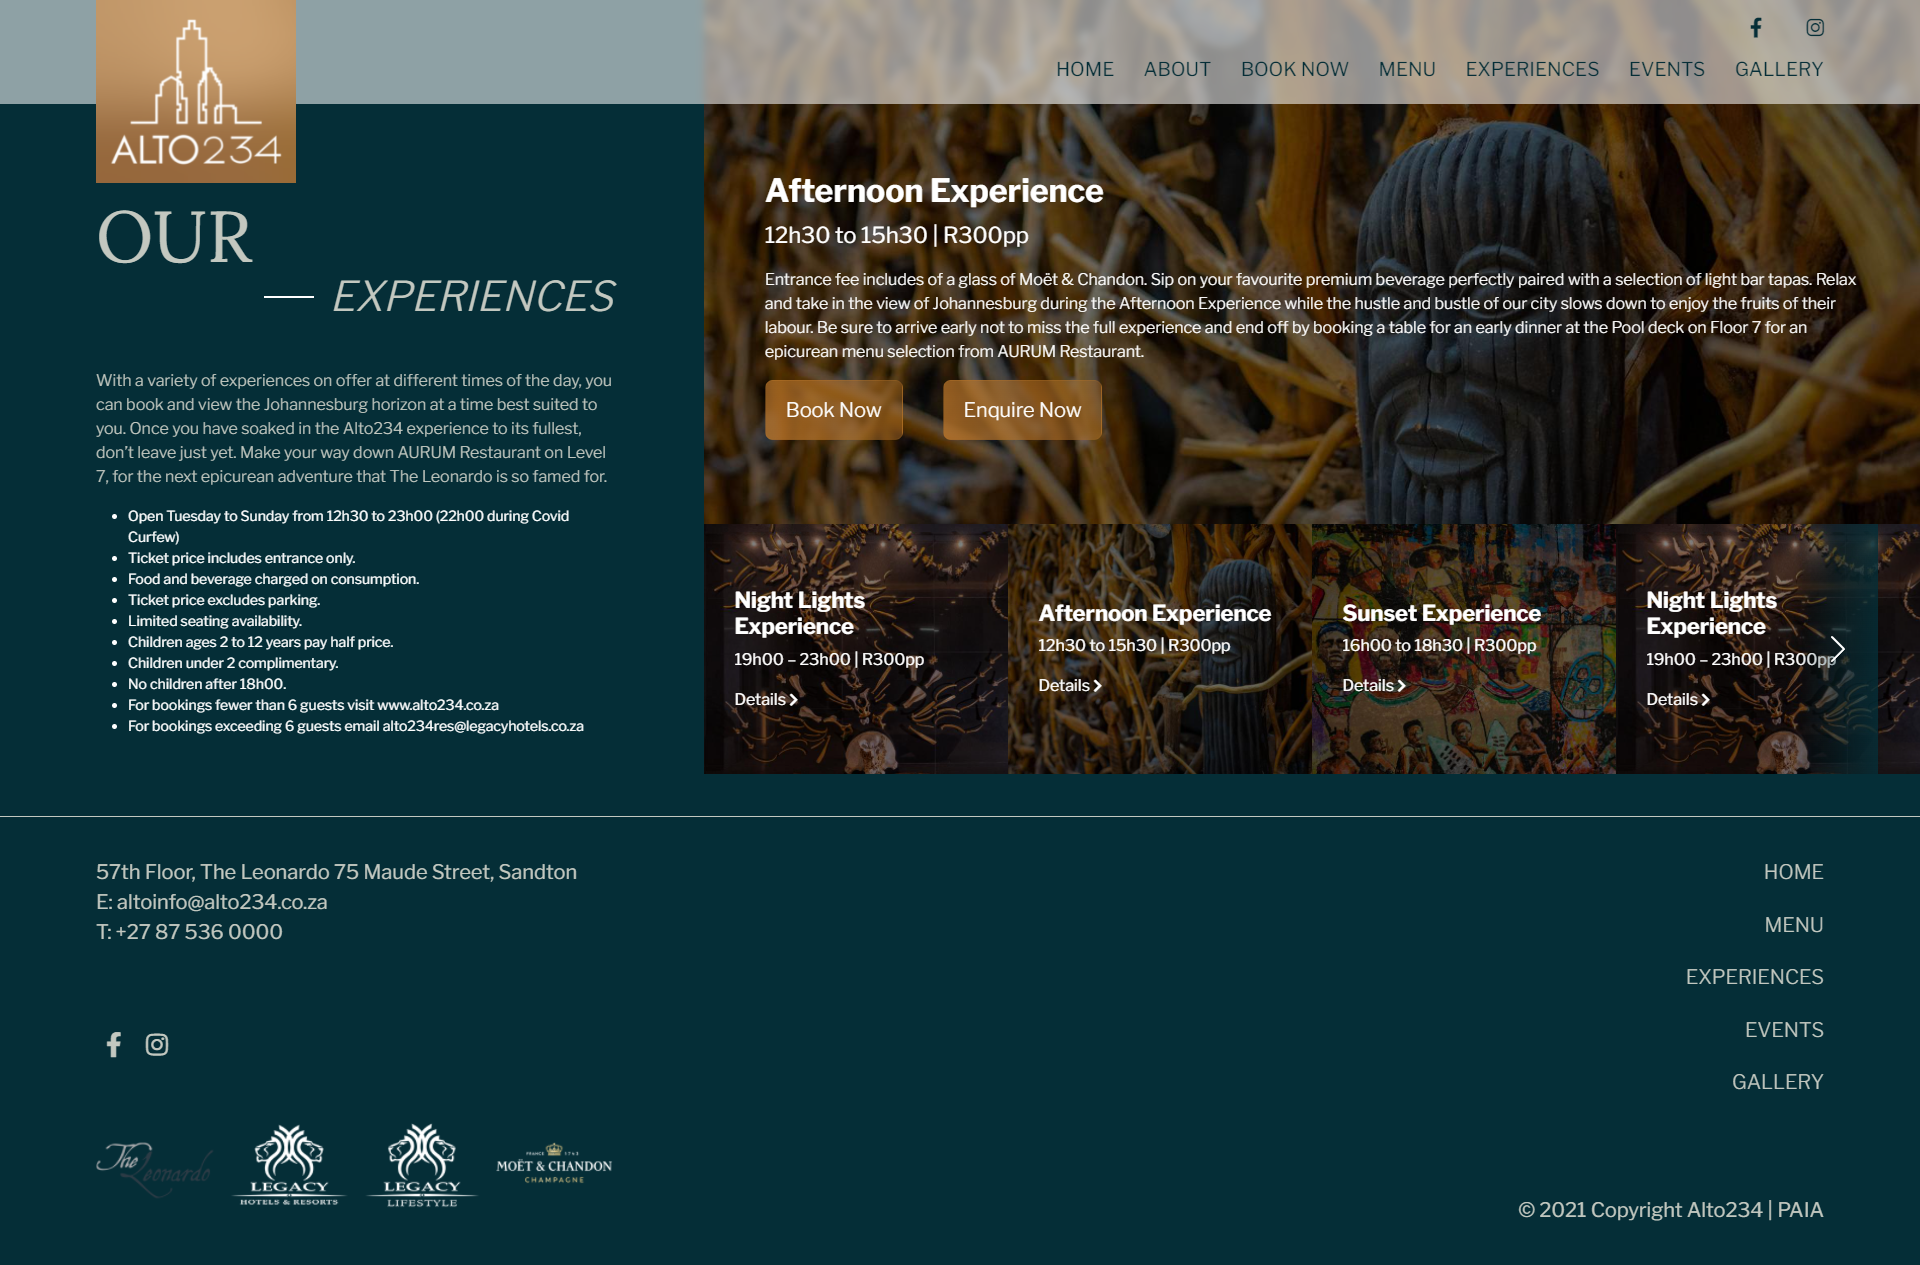 ALTO234
HOME ABOUT BOOK NOW MENU EXPERIENCES EVENTS GALLERY
OUR
EXPERIENCES
With a variety of experiences on offer at different times of the day, you
can book and view the Johannesburg horizon at a time best suited to
you. Once you have soaked in the Alto234 experience to its fullest,
don’t leave just yet. Make your way down AURUM Restaurant on Level
7, for the next epicurean adventure that The Leonardo is so famed for.
• Open Tuesday to Sunday from 12h30 to 23h00 (22h00 during Covid
Curfew)
• Ticket price includes entrance only.
• Food and beverage charged on consumption.
• Ticket price excludes parking.
• Limited seating availability.
• Children ages 2 to 12 years pay half price.
• Children under 2 complimentary.
• No children after 18h00.
• For bookings fewer than 6 guests visit www.alto234.co.za
• For bookings exceeding 6 guests email alto234res@legacyhotels.co.za
Afternoon Experience
12h30 to 15h30 | R300pp
Entrance fee includes of a glass of Moët & Chandon. Sip on your favourite premium beverage perfectly paired with a selection of light bar tapas. Relax
and take in the view of Johannesburg during the Afternoon Experience while the hustle and bustle of our city slows down to enjoy the fruits of their
labour. Be sure to arrive early not to miss the full experience and end off by booking a table for an early dinner at the Pool deck on Floor 7 for an
epicurean menu selection from AURUM Restaurant.
Book Now
Enquire Now
Night Lights
Experience
19h00 – 23h00 | R300pp
Details
Afternoon Experience
12h30 to 15h30 | R300pp
Details
Sunset Experience
16h00 to 18h30 | R300pp
Details
Night Lights
Experience
19h00 – 23h00 | R300pp
Details
57th Floor, The Leonardo 75 Maude Street, Sandton
E: altoinfo@alto234.co.za
T: +27 87 536 0000
HOME
MENU
EXPERIENCES
EVENTS
GALLERY
The
Leonardo
LEGACY
HOTELS & RESORTS
LEGACY
LIFESTYLE
FRANCE 1743
MOËT & CHANDON
CHAMPAGNE
© 2021 Copyright Alto234 | PAIA